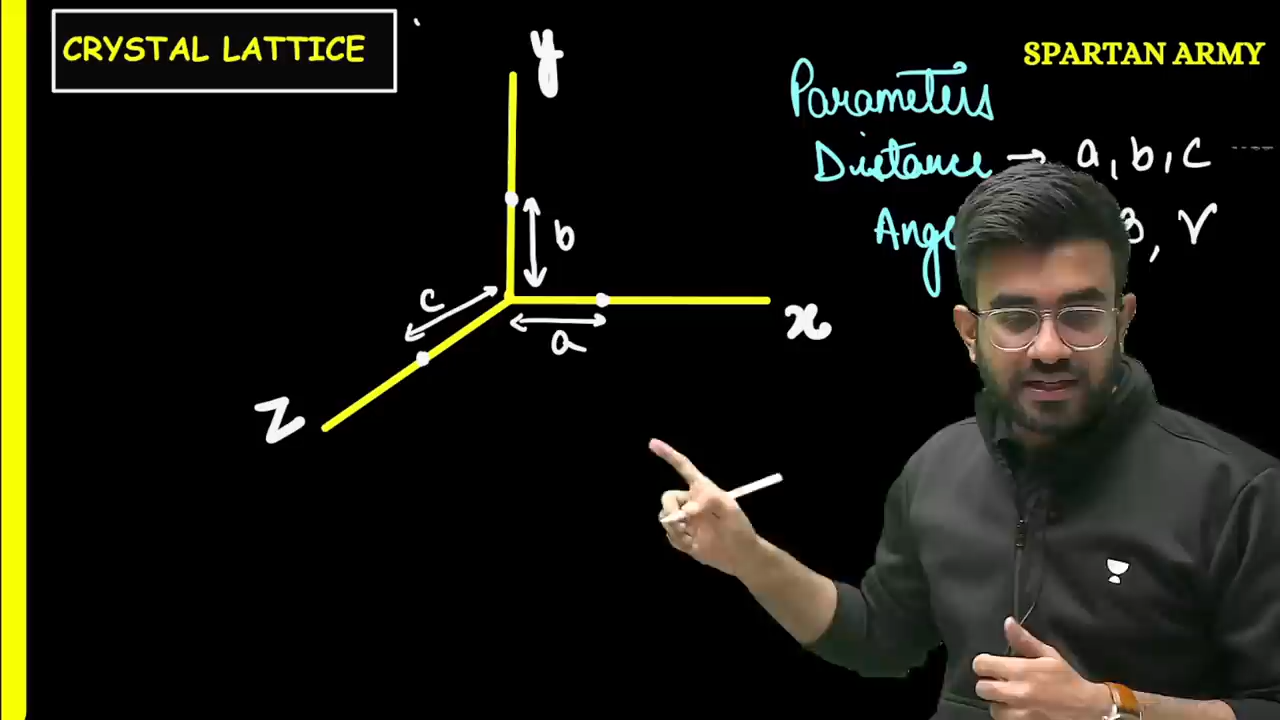 CRYSTAL LATTICE
SPARTAN ARMY
y
Parameters
Distance → a, b, c
γ
b
c
a
x
z